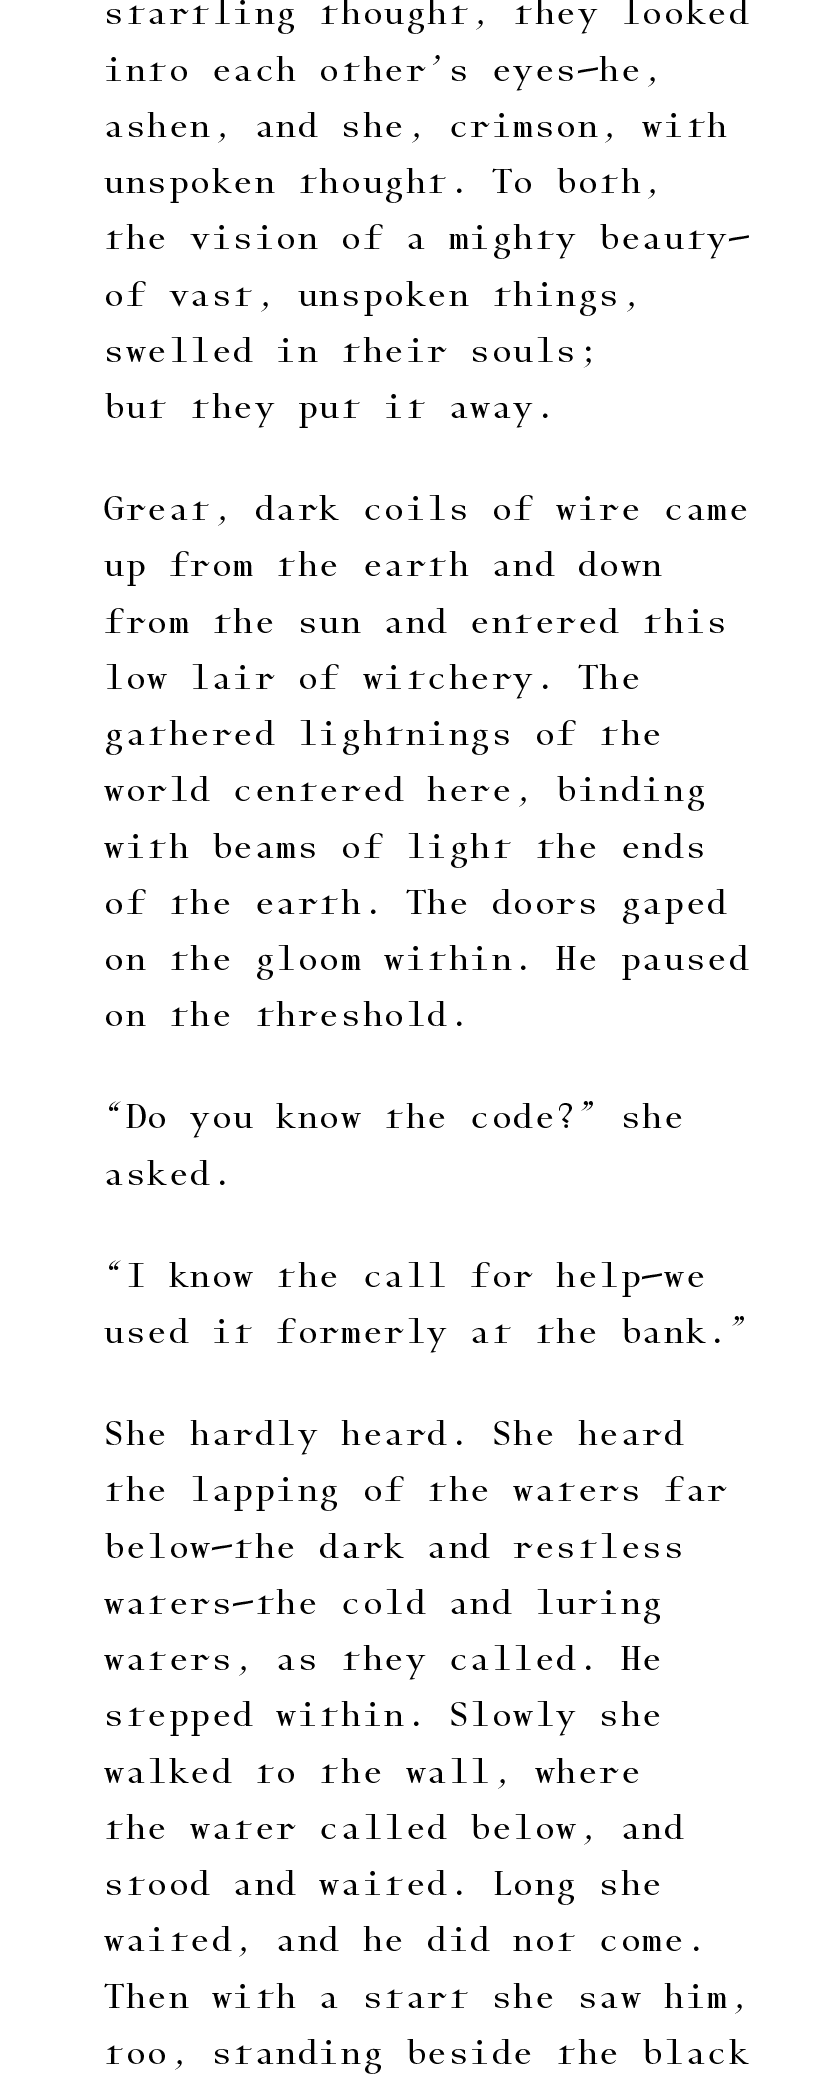 startling thought, they looked
into each other’s eyes—he,
ashen, and she, crimson, with
unspoken thought. To both,
the vision of a mighty beauty—
of vast, unspoken things,
swelled in their souls;
but they put it away.
Great, dark coils of wire came
up from the earth and down
from the sun and entered this
low lair of witchery. The
gathered lightnings of the
world centered here, binding
with beams of light the ends
of the earth. The doors gaped
on the gloom within. He paused
on the threshold.
“Do you know the code?” she
asked.
“I know the call for help—we
used it formerly at the bank.”
She hardly heard. She heard
the lapping of the waters far
below—the dark and restless
waters—the cold and luring
waters, as they called. He
stepped within. Slowly she
walked to the wall, where
the water called below, and
stood and waited. Long she
waited, and he did not come.
Then with a start she saw him,
too, standing beside the black